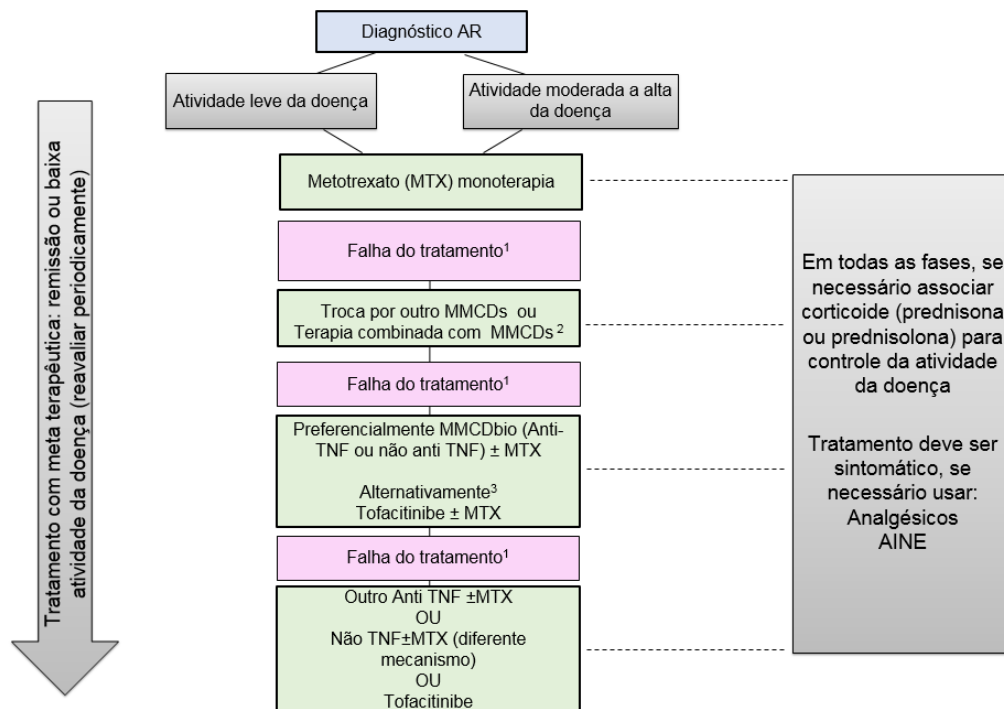 Diagnóstico AR
Atividade leve da doença
Atividade moderada a alta
da doença
Metotrexato (MTX) monoterapia
Falha do tratamento¹
Troca por outro MMCDs ou
Terapia combinada com MMCDs ²
Falha do tratamento¹
Preferencialmente MMCDbio (Anti-
TNF ou não anti TNF) ± MTX
Alternativamente³
Tofacitinibe ± MTX
Falha do tratamento¹
Outro Anti TNF ±MTX
OU
Não TNF±MTX (diferente
mecanismo)
OU
Tofacitinibe
Tratamento com meta terapêutica: remissão ou baixa
atividade da doença (reavaliar periodicamente)
Em todas as fases, se
necessário associar
corticoide (prednisona
ou prednisolona) para
controle da atividade
da doença
Tratamento deve ser
sintomático, se
necessário usar:
Analgésicos
AINE